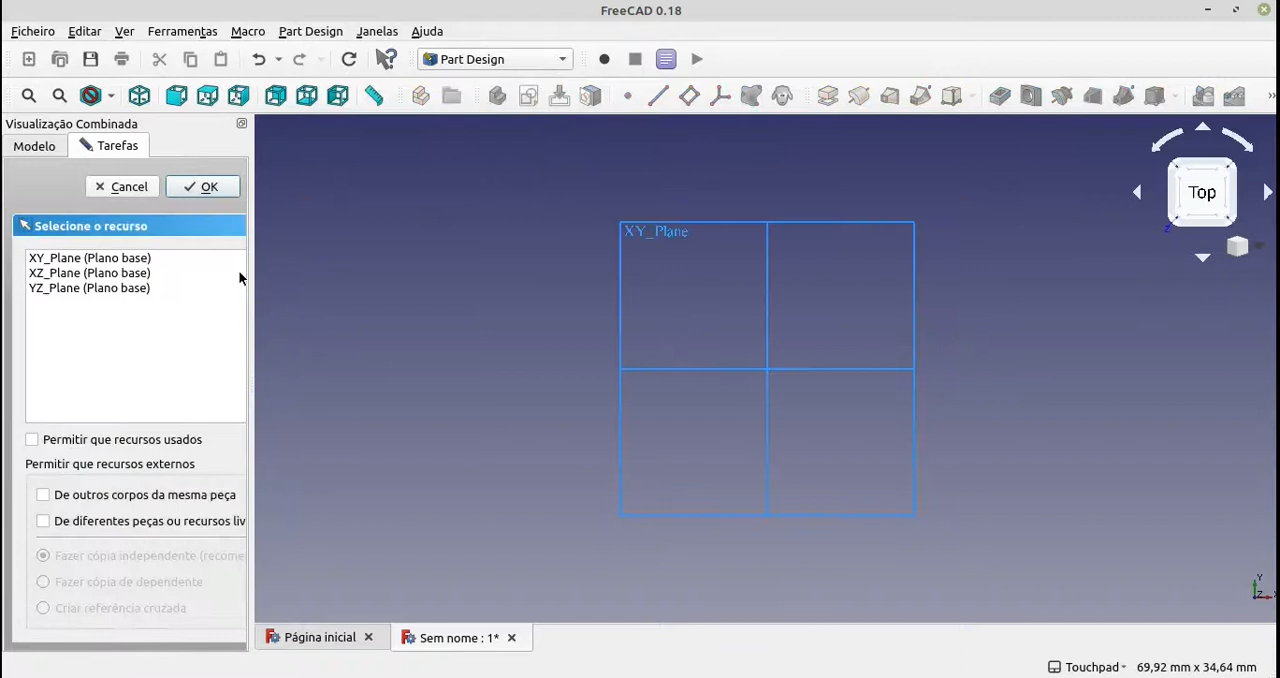 FreeCAD 0.18
Ficheiro Editar Ver Ferramentas Macro Part Design Janelas Ajuda
Part Design
Visualização Combinada
Modelo Tarefas
Cancel OK
Selecione o recurso
XY_Plane (Plano base)
XZ_Plane (Plano base)
YZ_Plane (Plano base)
Permitir que recursos usados
Permitir que recursos externos
De outros corpos da mesma peça
De diferentes peças ou recursos liv
Fazer cópia independente (recome
Fazer cópia de dependente
Criar referência cruzada
XY_Plane
Top
Z
Y
Z
X
Página inicial
Sem nome : 1*
Touchpad 69,92 mm x 34,64 mm